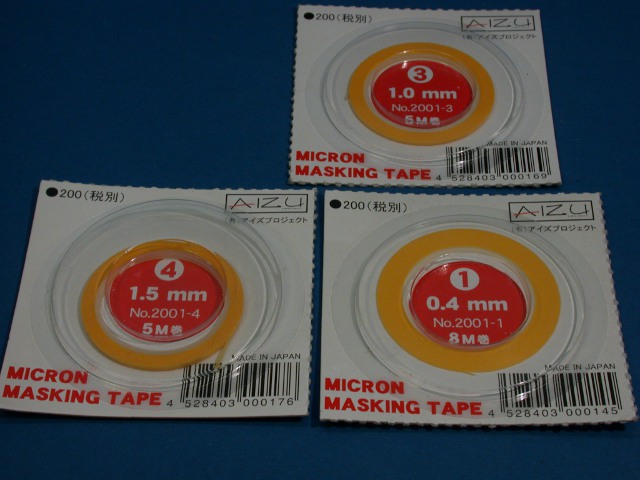 ●200(税別)
AIZU
(有)アイズプロジェクト
3
1.0 mm
No.2001-3
5M巻
MADE IN JAPAN
MICRON
MASKING TAPE
4 528403 000169
●200(税別)
AIZU
(有)アイズプロジェクト
4
1.5 mm
No.2001-4
5M巻
MADE IN JAPAN
MICRON
MASKING TAPE
4 528403 000176
●200(税別)
AIZU
(有)アイズプロジェクト
1
0.4 mm
No.2001-1
8M巻
MADE IN JAPAN
MICRON
MASKING TAPE
4 528403 000145